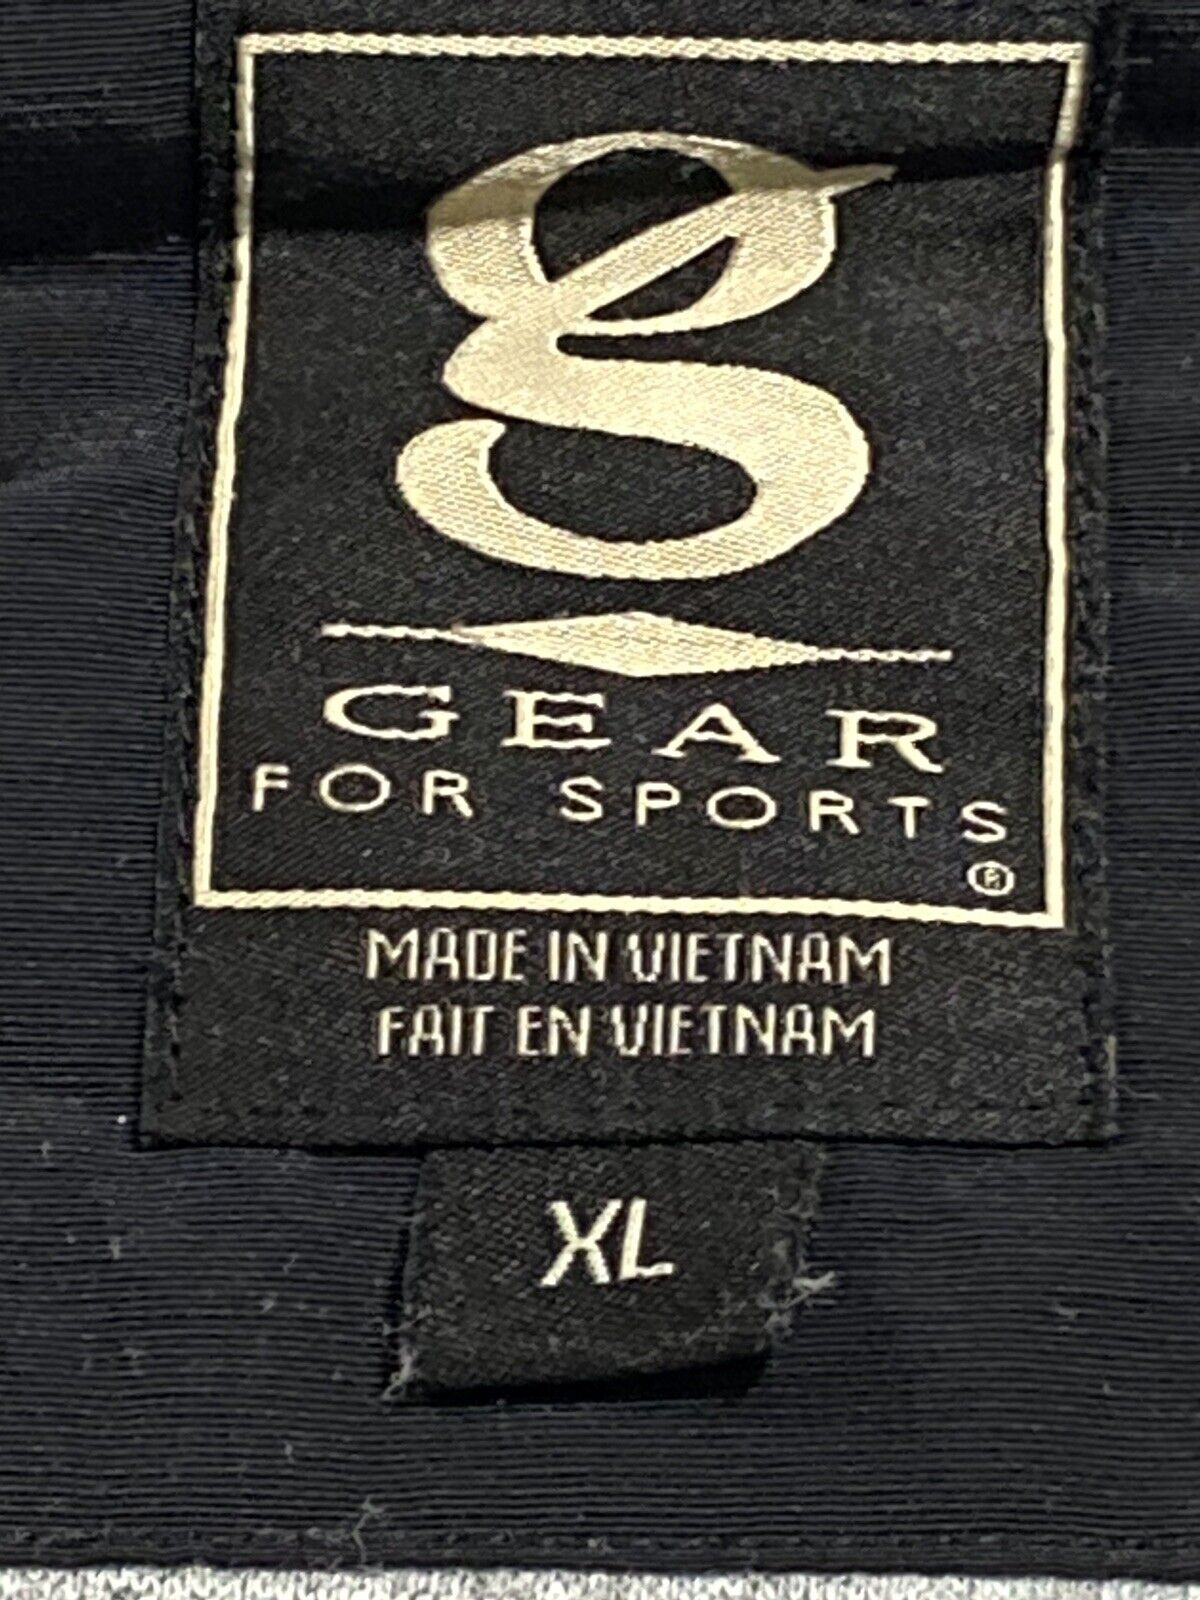 g
GEAR
FOR SPORTS
®
MADE IN VIETNAM
FAIT EN VIETNAM
XL